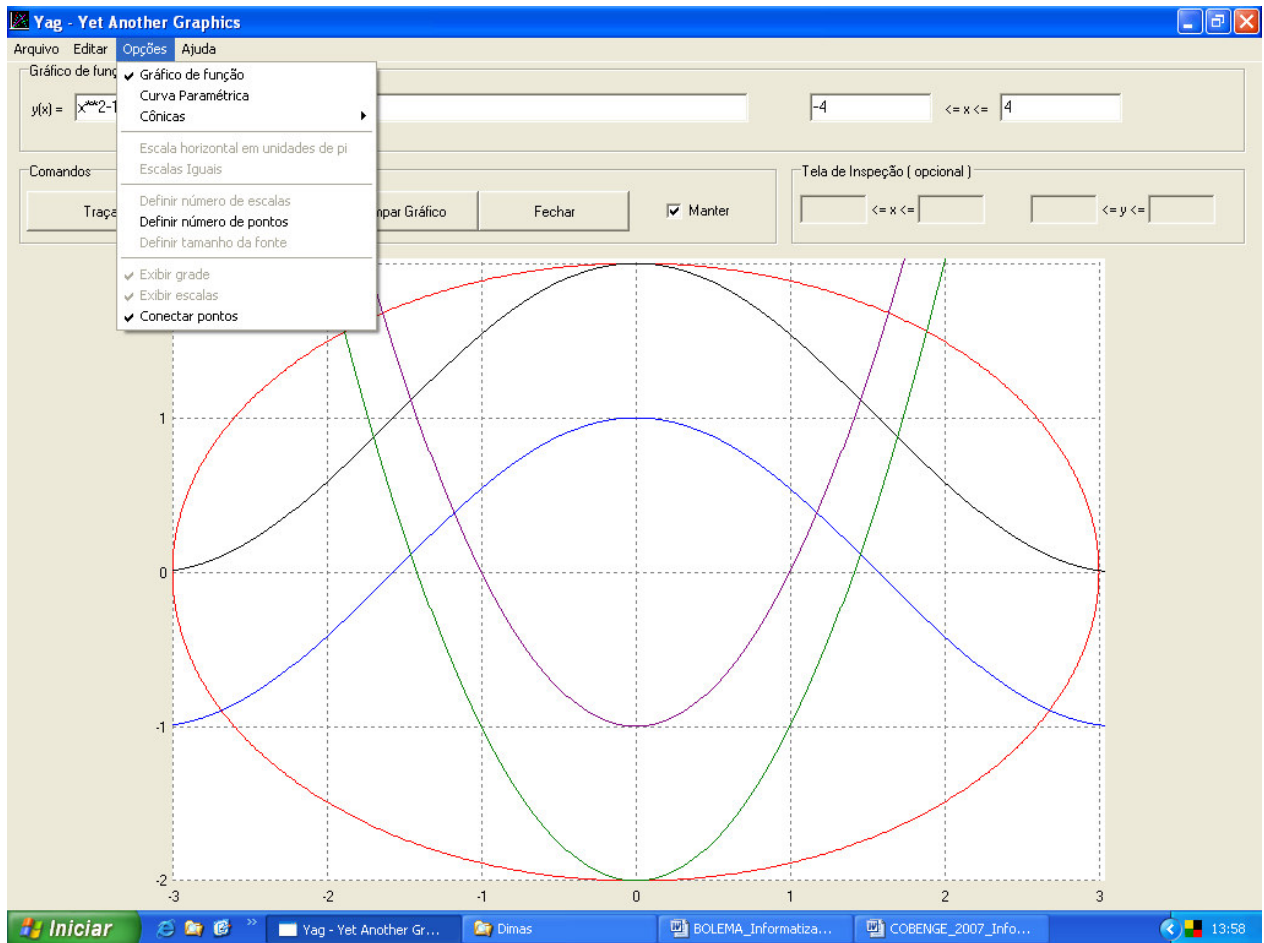 Yag - Yet Another Graphics
Arquivo Editar Opções Ajuda
Gráfico de funç
y(x) = x**2-1
-4 <= x <= 4
Gráfico de função
Curva Paramétrica
Cônicas
Escala horizontal em unidades de pi
Escalas Iguais
Definir número de escalas
Definir número de pontos
Definir tamanho da fonte
Exibir grade
Exibir escalas
Conectar pontos
Comandos
Traça
mpar Gráfico
Fechar
Manter
Tela de Inspeção ( opcional )
<= x <= <= y <=
1
0
-1
-2
-3 -2 -1 0 1 2 3
Iniciar
Yag - Yet Another Gr...
Dimas
BOLEMA_Informatiza...
COBENGE_2007_Info...
13:58